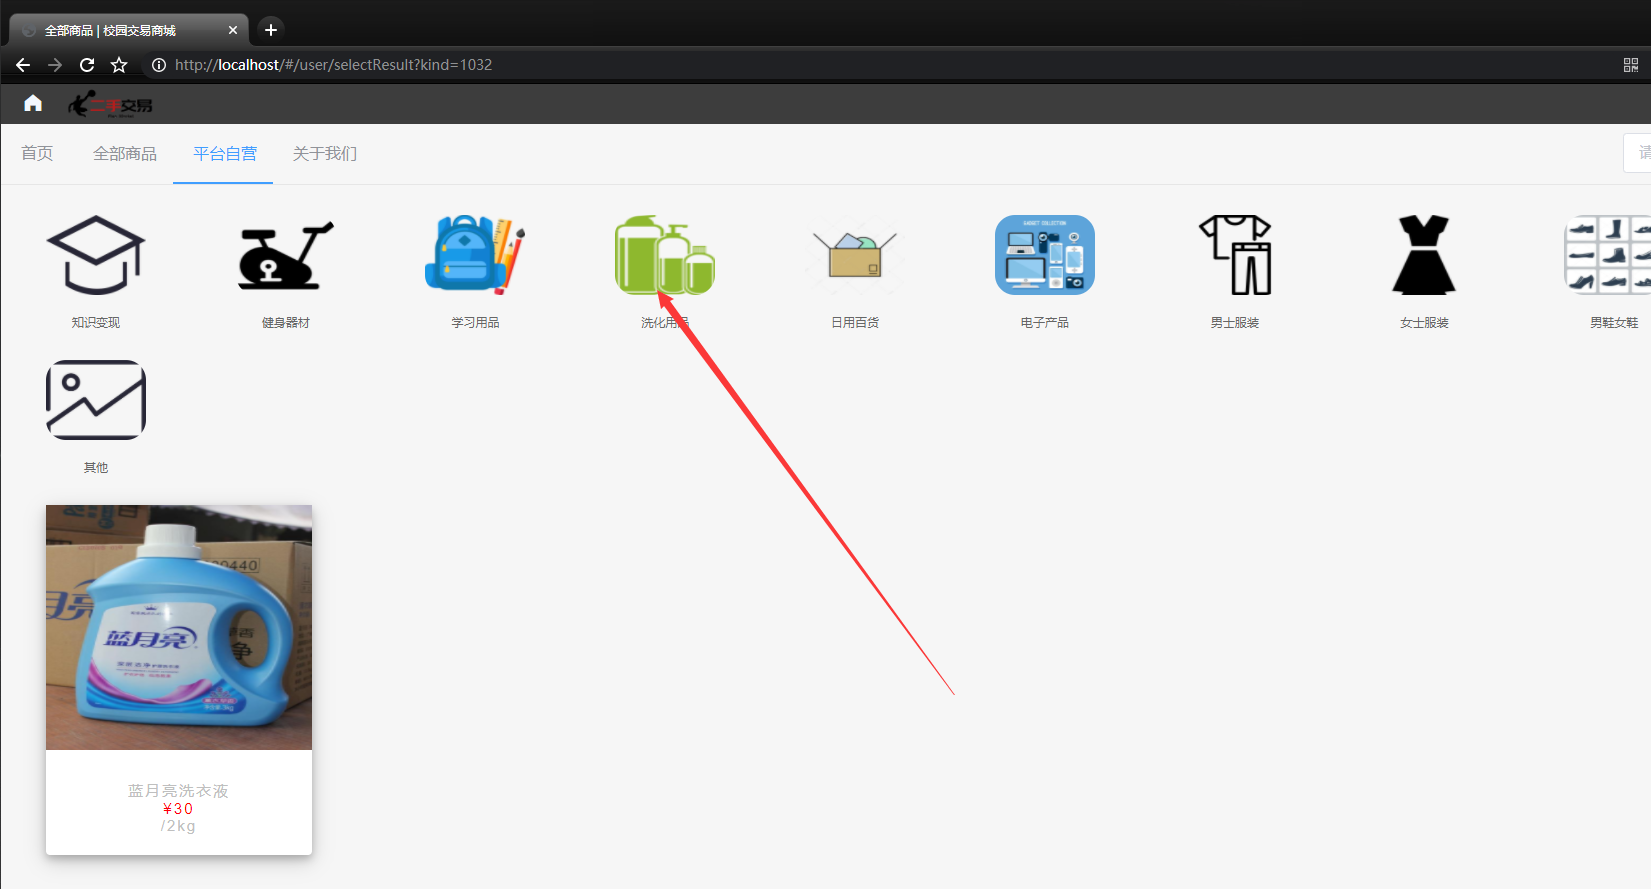 全部商品 | 校园交易商城
http://localhost/#/user/selectResult?kind=1032
二手交易
首页 全部商品 平台自营 关于我们 请
GADGET COLLECTION
知识变现 健身器材 学习用品 洗化用品 日用百货 电子产品 男士服装 女士服装 男鞋女鞋
其他
蓝月亮
蓝月亮洗衣液
¥30
/2kg